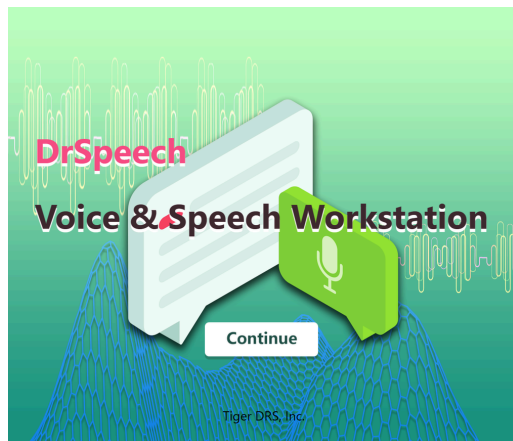 DrSpeech
Voice & Speech Workstation
Continue
Tiger DRS, Inc.